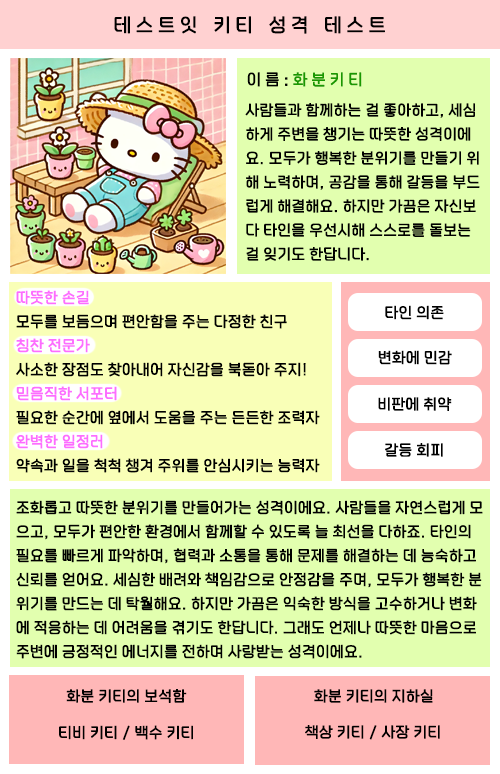 테스트잇 키티 성격 테스트
이름 : 화분키티
사람들과 함께하는 걸 좋아하고, 세심
하게 주변을 챙기는 따뜻한 성격이에
요. 모두가 행복한 분위기를 만들기 위
해 노력하며, 공감을 통해 갈등을 부드
럽게 해결해요. 하지만 가끔은 자신보
다 타인을 우선시해 스스로를 돌보는
걸 잊기도 한답니다.
따뜻한 손길
모두를 보듬으며 편안함을 주는 다정한 친구
칭찬 전문가
사소한 장점도 찾아내어 자신감을 북돋아 주지!
믿음직한 서포터
필요한 순간에 옆에서 도움을 주는 든든한 조력자
완벽한 일정러
약속과 일을 척척 챙겨 주위를 안심시키는 능력자
타인 의존
변화에 민감
비판에 취약
갈등 회피
조화롭고 따뜻한 분위기를 만들어가는 성격이에요. 사람들을 자연스럽게 모
으고, 모두가 편안한 환경에서 함께할 수 있도록 늘 최선을 다하죠. 타인의
필요를 빠르게 파악하며, 협력과 소통을 통해 문제를 해결하는 데 능숙하고
신뢰를 얻어요. 세심한 배려와 책임감으로 안정감을 주며, 모두가 행복한 분
위기를 만드는 데 탁월해요. 하지만 가끔은 익숙한 방식을 고수하거나 변화
에 적응하는 데 어려움을 겪기도 한답니다. 그래도 언제나 따뜻한 마음으로
주변에 긍정적인 에너지를 전하며 사랑받는 성격이에요.
화분 키티의 보석함
티비 키티 / 백수 키티
화분 키티의 지하실
책상 키티 / 사장 키티